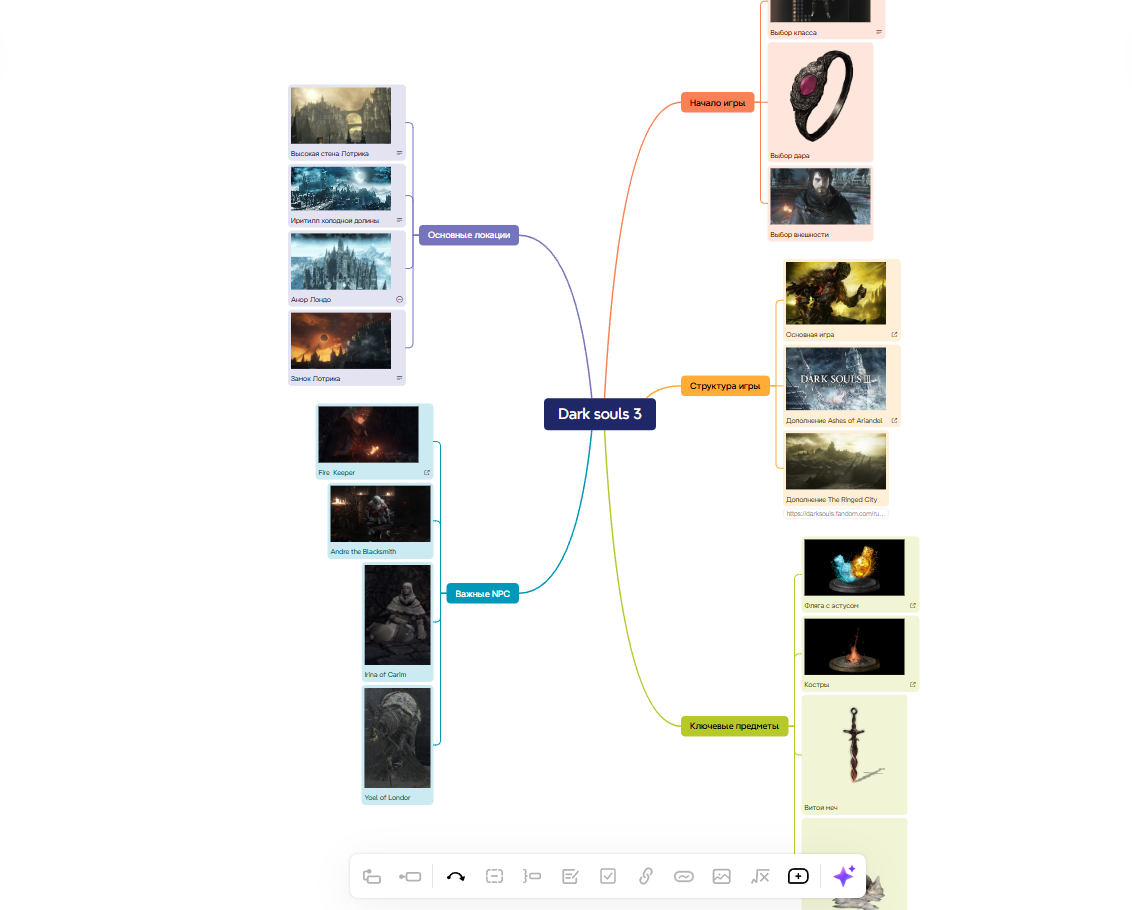 Dark souls 3
Начало игры
Выбор класса
Выбор дара
Выбор внешности
Структура игры
Основная игра
DARK SOULS III
Дополнение Ashes of Ariandel
Дополнение The Ringed City
https://darksouls.fandom.com/ru...
Ключевые предметы
Фляга с эстусом
Костры
Витой меч
Основные локации
Высокая стена Лотрика
Иритилл холодной долины
Анор Лондо
Замок Лотрика
Важные NPC
Fire Keeper
Andre the Blacksmith
Irina of Carim
Yoel of Londor